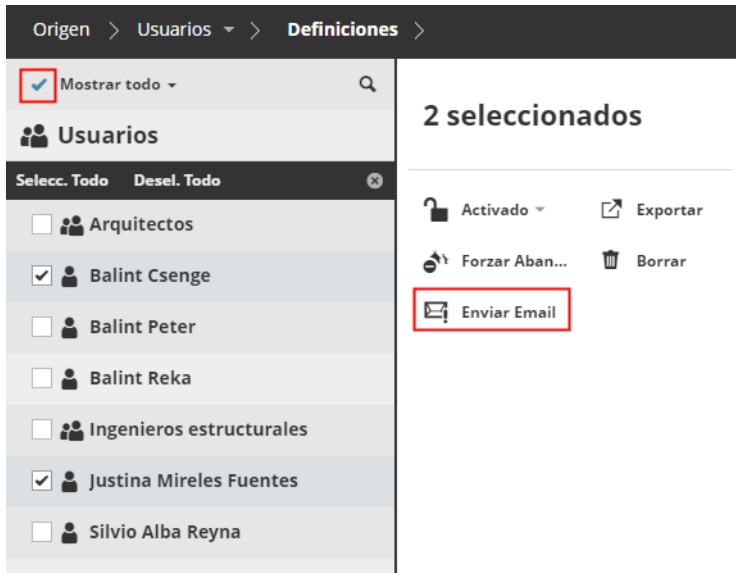 Origen Usuarios Definiciones
Mostrar todo
Usuarios
Selecc. Todo Desel. Todo
Arquitectos
Balint Csenge
Balint Peter
Balint Reka
Ingenieros estructurales
Justina Mireles Fuentes
Silvio Alba Reyna
2 seleccionados
Activado Exportar
Forzar Aban... Borrar
Enviar Email